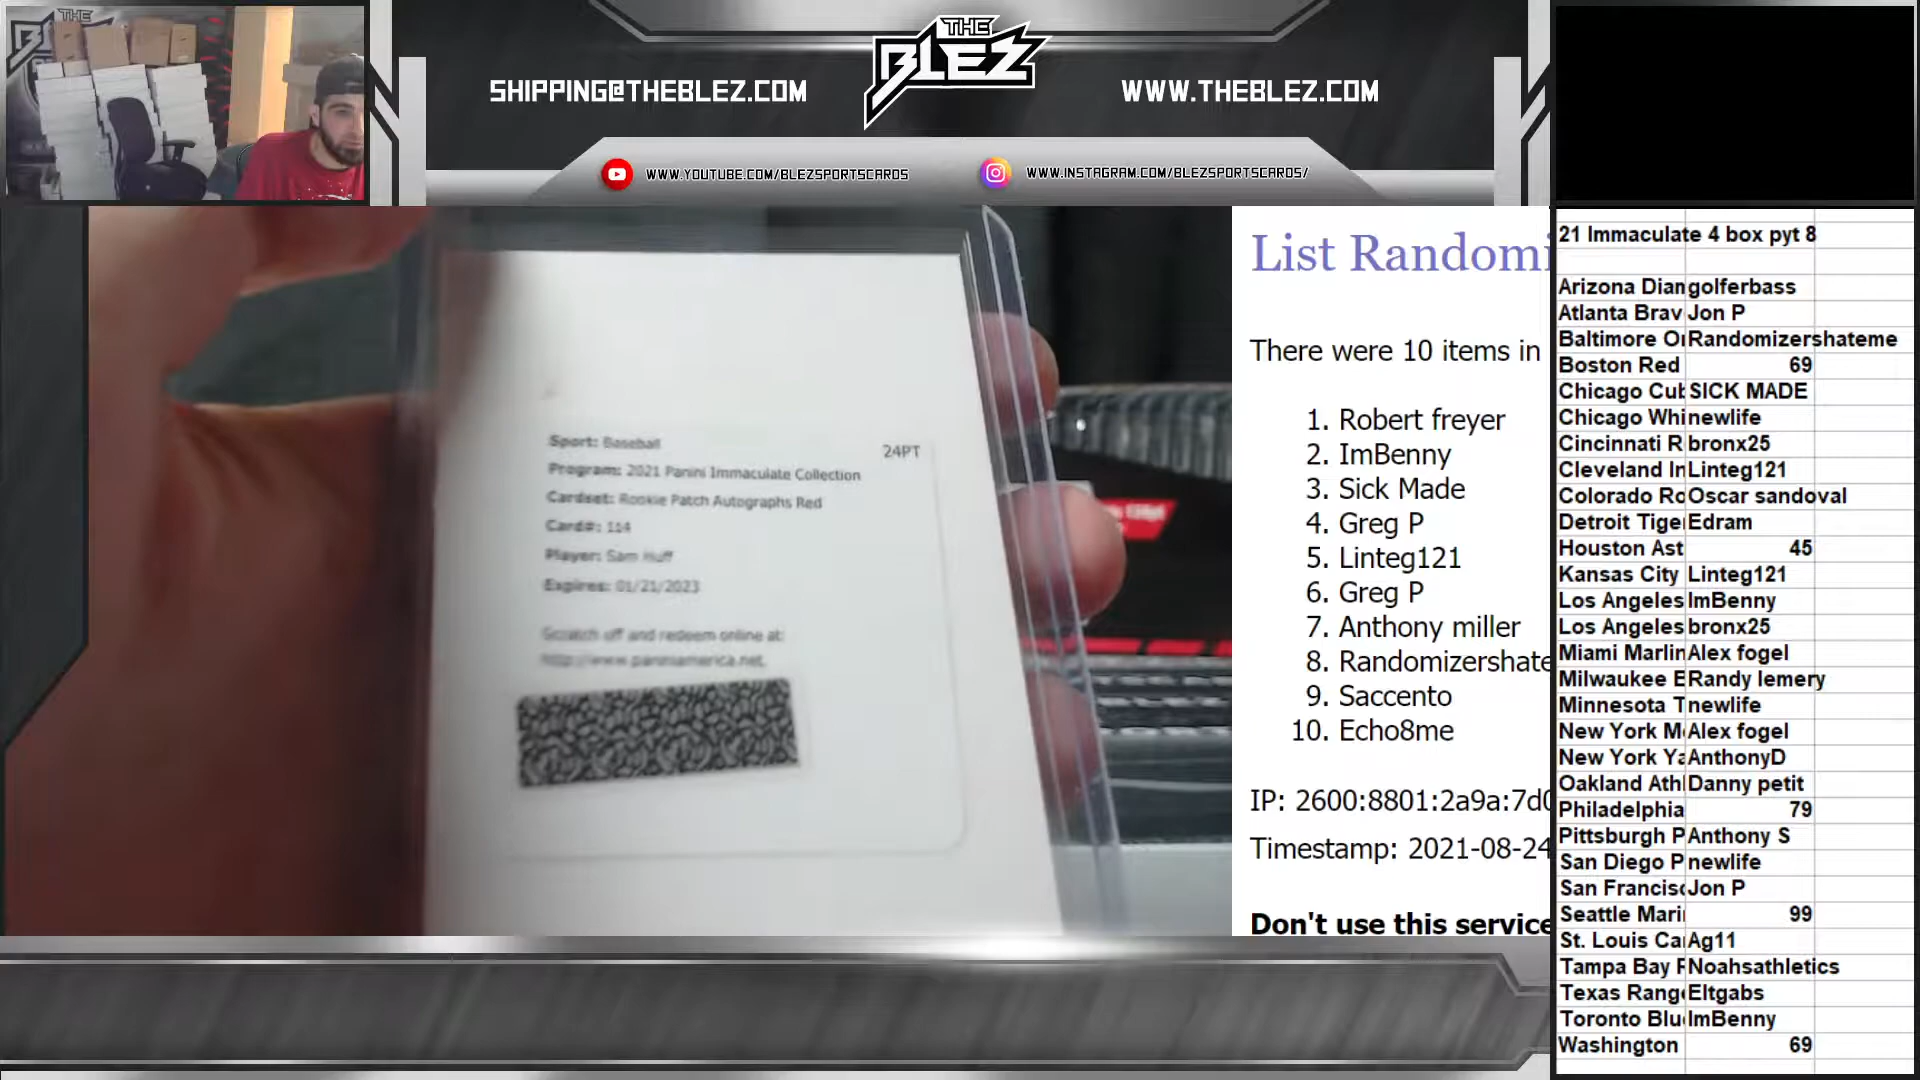 THE
BLEZ
SHIPPING@THEBLEZ.COM
WWW.THEBLEZ.COM
WWW.YOUTUBE.COM/BLEZSPORTSCARDS
WWW.INSTAGRAM.COM/BLEZSPORTSCARDS/
Sport: Baseball
24PT
Program: 2021 Panini Immaculate Collection
Cardset: Rookie Patch Autographs Red
Card#: 114
Player: Sam Huff
Expires: 01/21/2023
Scratch off and redeem online at:
http://www.paniniamerica.net.
List Randomi
There were 10 items in
1. Robert freyer
2. ImBenny
3. Sick Made
4. Greg P
5. Linteg121
6. Greg P
7. Anthony miller
8. Randomizershate
9. Saccento
10. Echo8me
IP: 2600:8801:2a9a:7d0
Timestamp: 2021-08-24
Don't use this service
21 Immaculate 4 box pyt 8
Arizona Diam golferbass
Atlanta Brav Jon P
Baltimore Or Randomizershateme
Boston Red 69
Chicago Cub SICK MADE
Chicago Whi newlife
Cincinnati R bronx25
Cleveland In Linteg121
Colorado Ro Oscar sandoval
Detroit Tiger Edram
Houston Ast 45
Kansas City Linteg121
Los Angeles ImBenny
Los Angeles bronx25
Miami Marlin Alex fogel
Milwaukee B Randy lemery
Minnesota T newlife
New York M Alex fogel
New York Ya AnthonyD
Oakland Athl Danny petit
Philadelphia 79
Pittsburgh P Anthony S
San Diego P newlife
San Francisc Jon P
Seattle Mari 99
St. Louis Ca Ag11
Tampa Bay R Noahsathletics
Texas Range Eltgabs
Toronto Blu ImBenny
Washington 69